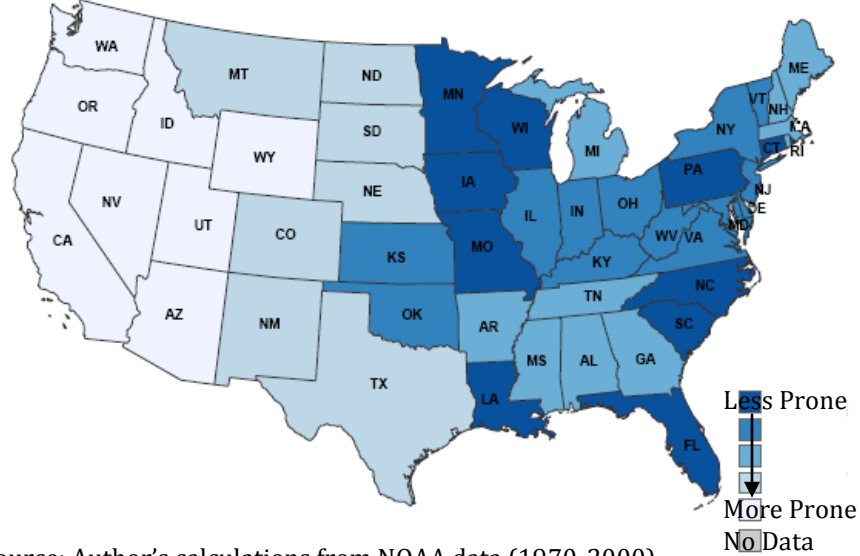 WA
MT
ND
ME
MN
OR
VT
NH
ID
SD
WI
NY
RI
CT
MI
WY
PA
IA
NE
NJ
NV
OH
DE
IL
IN
UT
MD
CO
WV
VA
CA
MO
KS
KY
NC
TN
AZ
OK
NM
AR
SC
MS
AL
GA
TX
LA
Less Prone
FL
More Prone
No Data
Author's calculations from NOAA data (1970-2000)